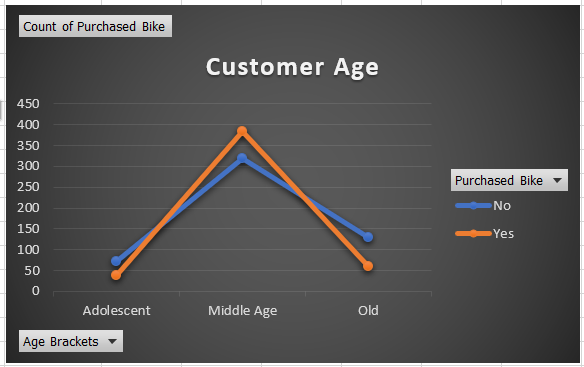 Count of Purchased Bike
Customer Age
450
400
350
300
250
200
150
100
50
0
Adolescent Middle Age Old
Purchased Bike
No
Yes
Age Brackets